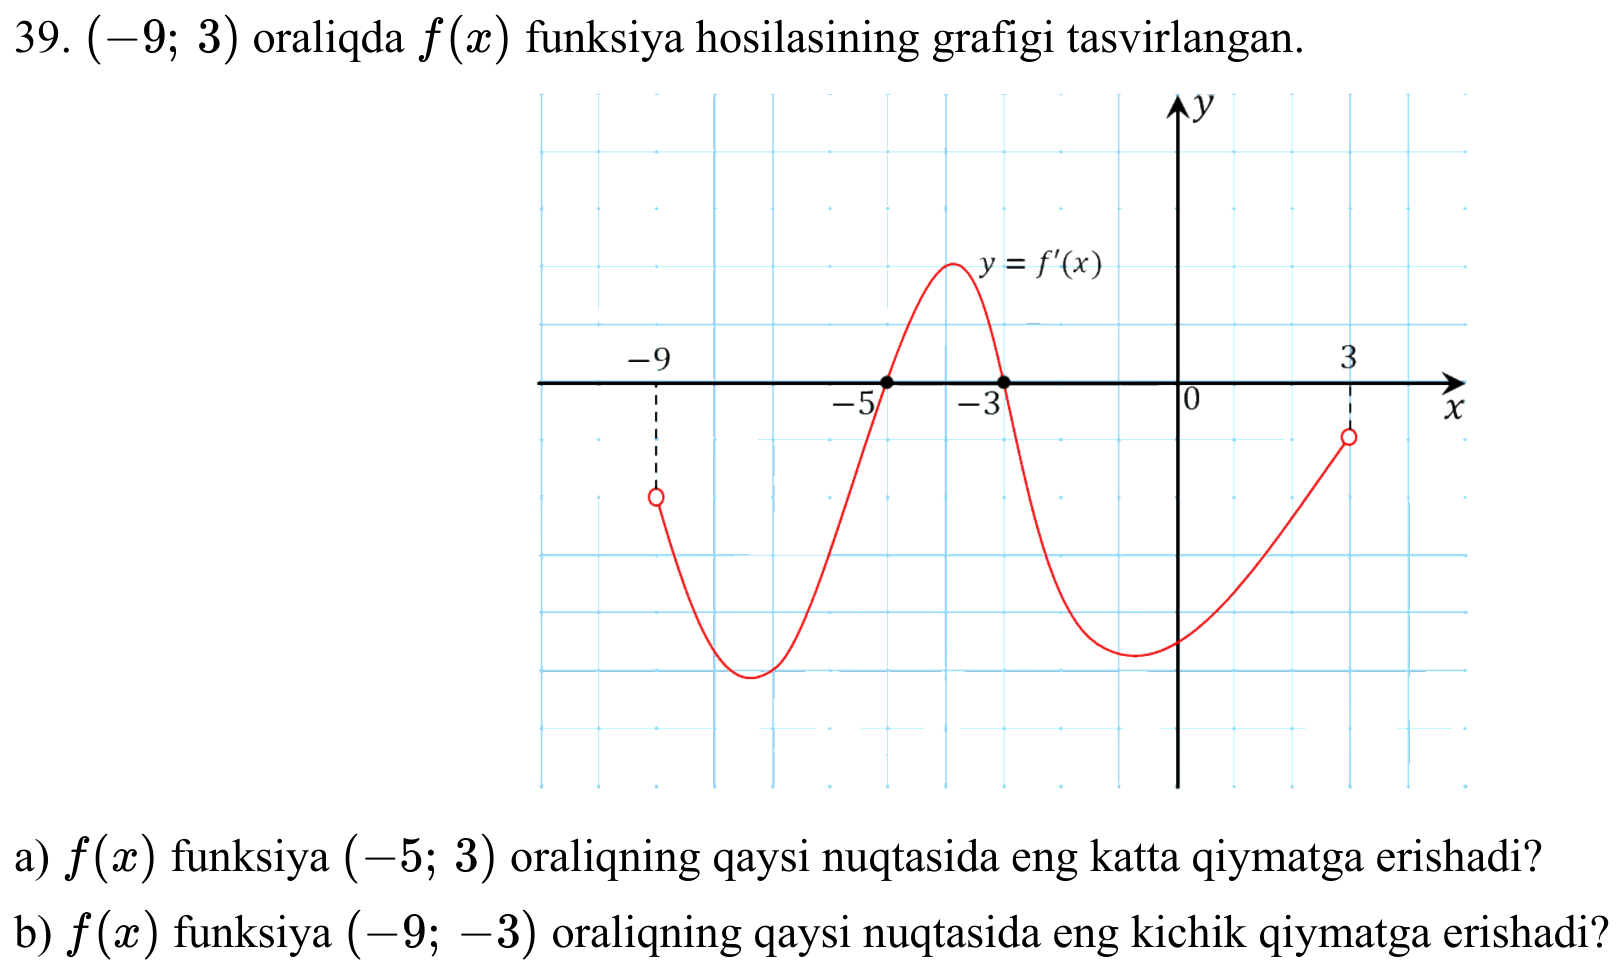 39. (−9; 3) oraliqda f(x) funksiya hosilasining grafigi tasvirlangan.
y
y = f′(x)
−9
3
−5
−3
0
x
a) f(x) funksiya (−5; 3) oraliqning qaysi nuqtasida eng katta qiymatga erishadi?
b) f(x) funksiya (−9; −3) oraliqning qaysi nuqtasida eng kichik qiymatga erishadi?